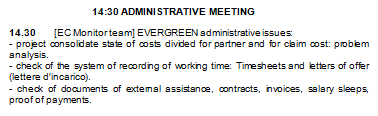 14:30 ADMINISTRATIVE MEETING
14.30 [EC Monitor team] EVERGREEN administrative issues:
- project consolidate state of costs divided for partner and for claim cost: problem
analysis.
- check of the system of recording of working time: Timesheets and letters of offer
(lettere d'incarico).
- check of documents of external assistance, contracts, invoices, salary sleeps,
proof of payments.